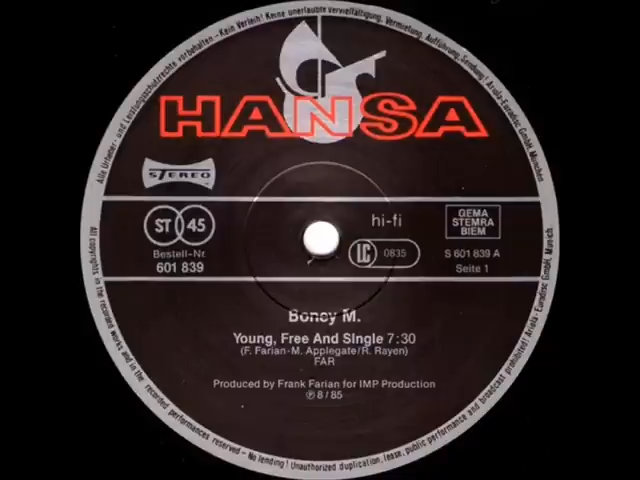 Alle Urheber- und Leistungsschutzrechte vorbehalten - Kein Verleih! Keine unerlaubte Vervielfältigung, Vermietung, Aufführung, Sendung! Ariola-Eurodisc GmbH, München
HANSA
STEREO
ST 45
Bestell-Nr.
601 839
hi-fi
LC 0835
GEMA
STEMRA
BIEM
S 601 839 A
Seite 1
Boney M.
Young, Free And Single 7:30
(F. Farian-M. Applegate/R. Rayen)
FAR
Produced by Frank Farian for IMP Production
Ⓟ 8/85
All copyrights in the recorded works and in the recorded performances reserved - No lending! Unauthorized duplication, lease, public performance and broadcast prohibited! Ariola-Eurodisc GmbH, Munich.